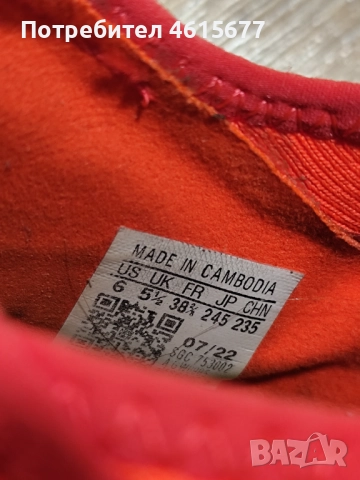 Потребител 4615677
MADE IN CAMBODIA
US UK FR JP CHN
6 5½ 38⅔ 245 235
07/22
SGC 753002
BAZAR